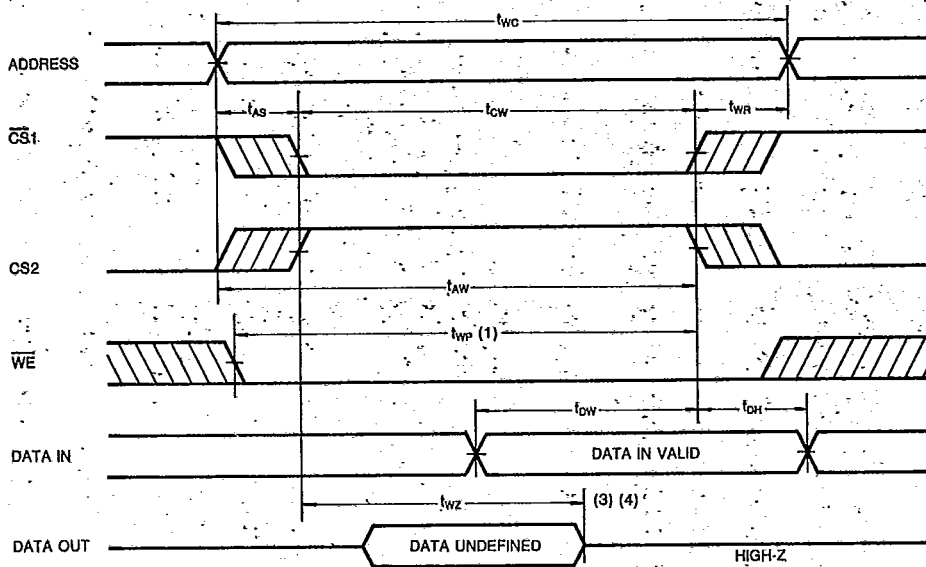 tWC
ADDRESS
tAS
tCW
tWR
CS1
CS2
tAW
tWP (1)
WE
tDW
tDH
DATA IN
DATA IN VALID
tWZ
(3) (4)
DATA OUT
DATA UNDEFINED
HIGH-Z